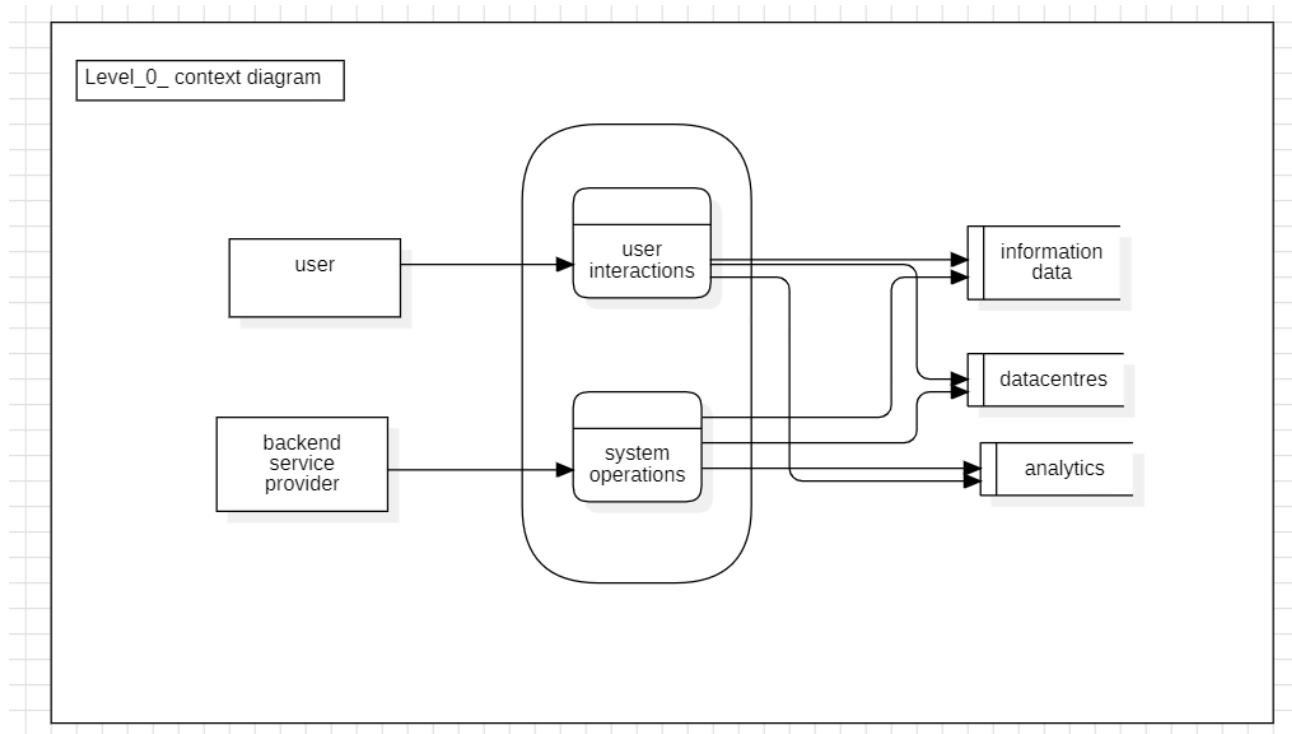 Level_0_ context diagram
user
user
interactions
information
data
datacentres
backend
service
provider
system
operations
analytics